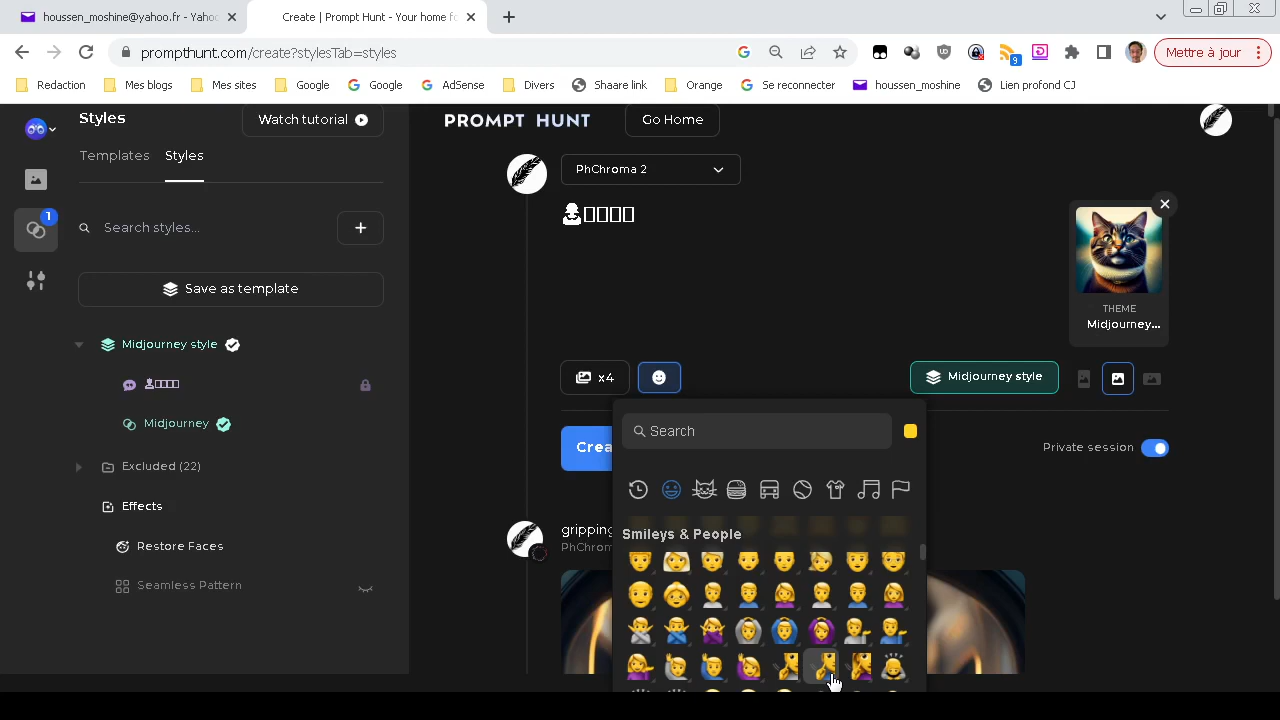 houssen_moshine@yahoo.fr - Yahoo
Create | Prompt Hunt - Your home fo
prompthunt.com/create?stylesTab=styles
9
Mettre à jour
Redaction
Mes blogs
Mes sites
Google
Google
AdSense
Divers
Shaare link
Orange
Se reconnecter
houssen_moshine
Lien profond CJ
Styles
Watch tutorial
PROMPT HUNT
Go Home
Templates
Styles
PhChroma 2
1
Search styles...
Save as template
THEME
Midjourney...
Midjourney style
x4
Midjourney style
Midjourney
Search
Crea
Private session
Excluded (22)
Effects
gripping
Smileys & People
Restore Faces
PhChrom
Seamless Pattern